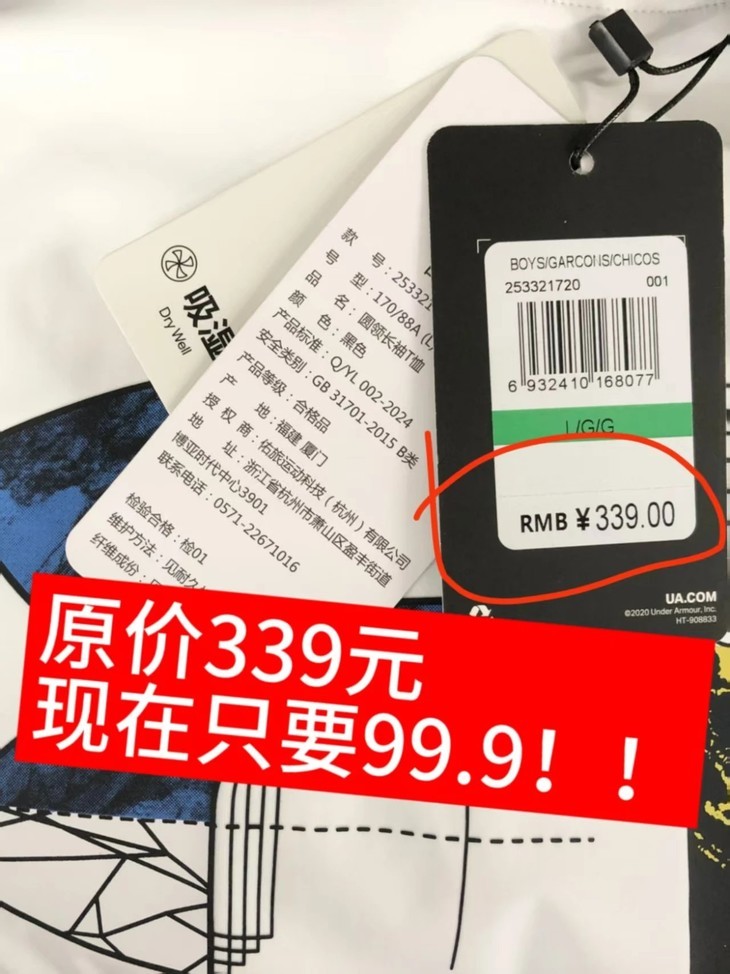 吸湿
Dry Well
款 号：253321
号 型：170/88A (L/
品 名：圆领长袖T恤
颜 色：黑色
产品标准：Q/YL 002-2024
安全类别：GB 31701-2015 B类
产品等级：合格品
产 地：福建 厦门
授 权 商：佑旅运动科技（杭州）有限公司
地 址：浙江省杭州市萧山区盈丰街道
博亚时代中心3901
联系电话：0571-22671016
检验合格：检01
维护方法：见耐久
纤维成份：
BOYS/GARCONS/CHICOS
253321720 001
6 932410 168077
L/G/G
RMB ¥339.00
UA.COM
©2020 Under Armour, Inc.
HT-908833
原价339元
现在只要99.9！！